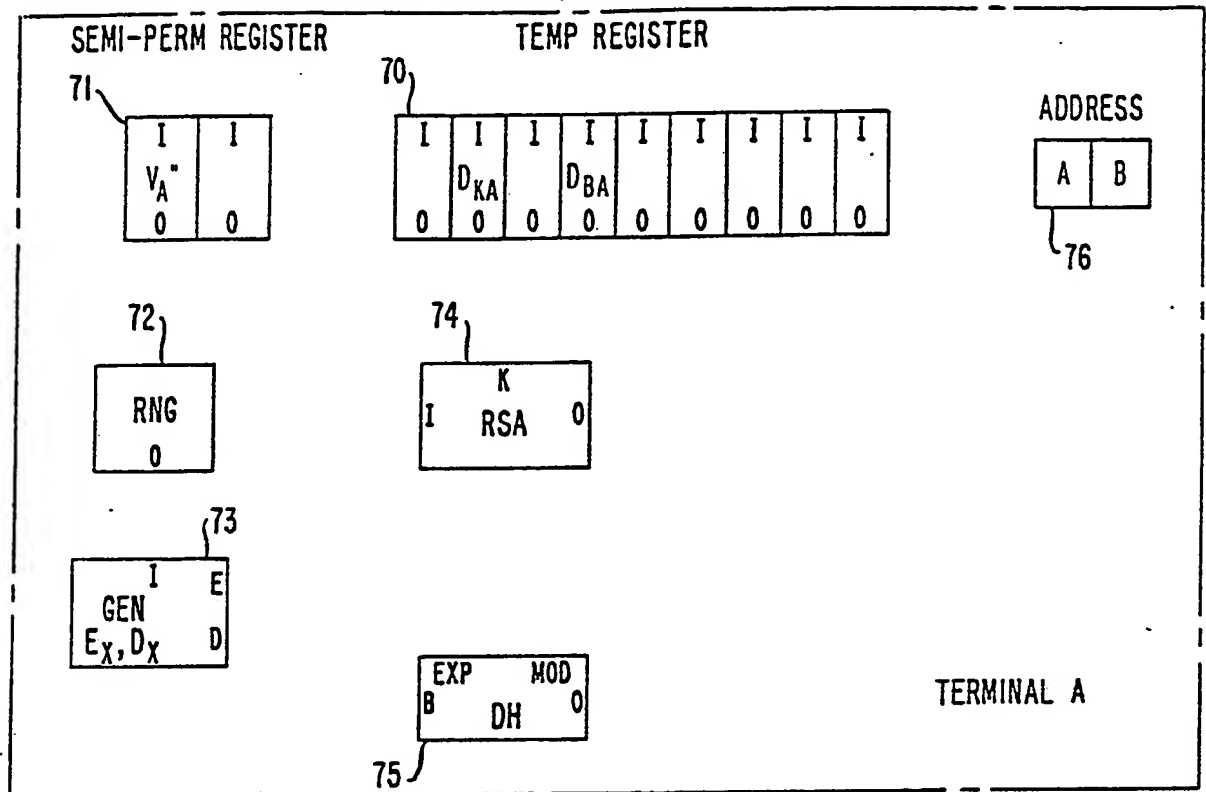 SEMI-PERM REGISTER TEMP REGISTER
71 70 ADDRESS
I I I I 1 I I I I I I
V_A" D_KA D_BA A B
0 0 0 0 0 0 0 0 0 0 0
76
72 74
RNG
0
K
I RSA 0
73
I E
GEN
E_X, D_X D
EXP MOD
B DH 0
75
TERMINAL A